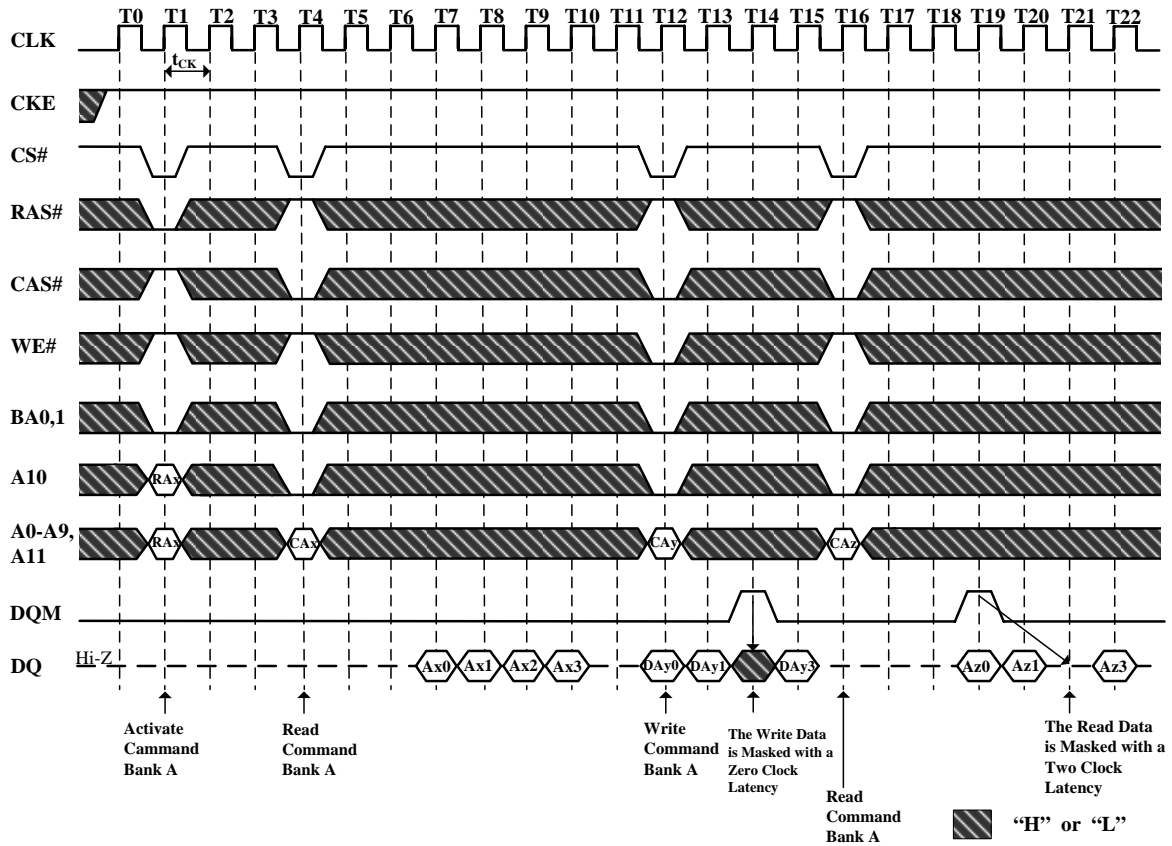 T0 T1 T2 T3 T4 T5 T6 T7 T8 T9 T10 T11 T12 T13 T14 T15 T16 T17 T18 T19 T20 T21 T22
CLK
tCK
CKE
CS#
RAS#
CAS#
WE#
BA0,1
A10
RAx
A0-A9,
A11
RAx CAx CAy CAz
DQM
DQ
Hi-Z
Ax0 Ax1 Ax2 Ax3 DAy0 DAy1 DAy3 Az0 Az1 Az3
Activate
Cammand
Bank A
Read
Command
Bank A
Write
Command
Bank A
The Write Data
is Masked with a
Zero Clock
Latency
Read
Command
Bank A
The Read Data
is Masked with a
Two Clock
Latency
“H” or “L”